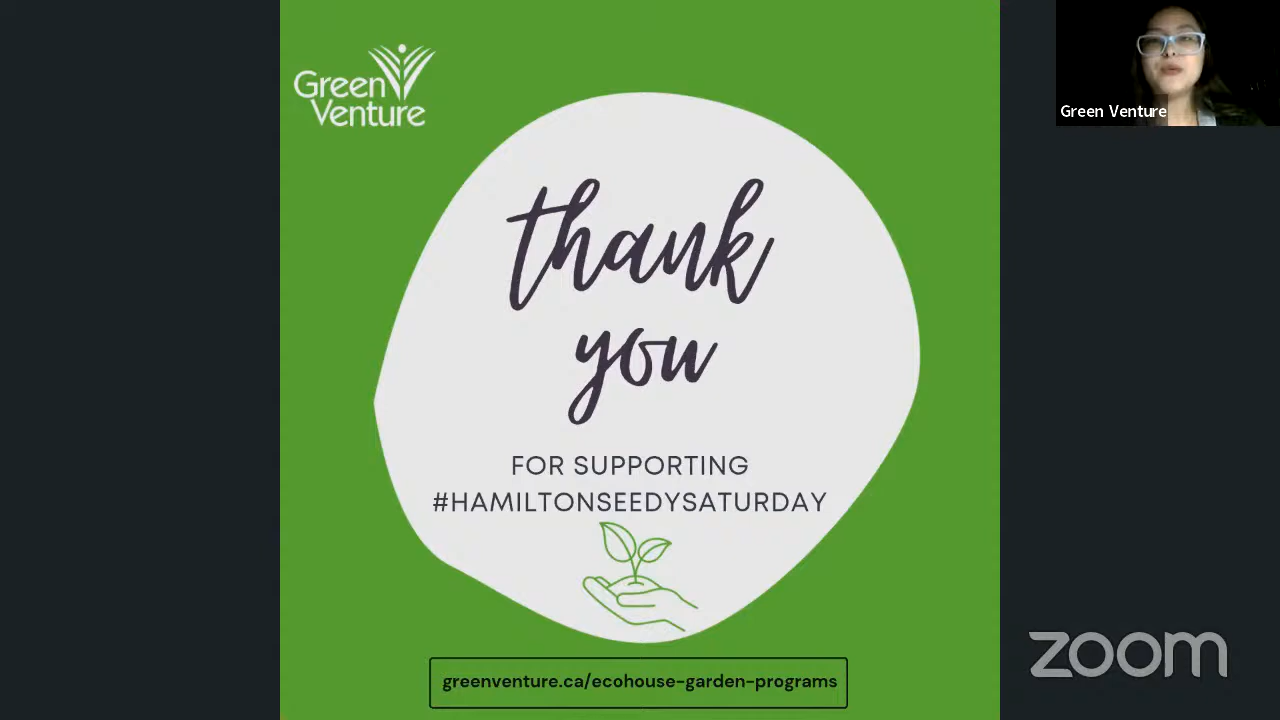 Green
Venture
thank
you
FOR SUPPORTING
#HAMILTONSEEDYSATURDAY
greenventure.ca/ecohouse-garden-programs
Green Venture
zoom